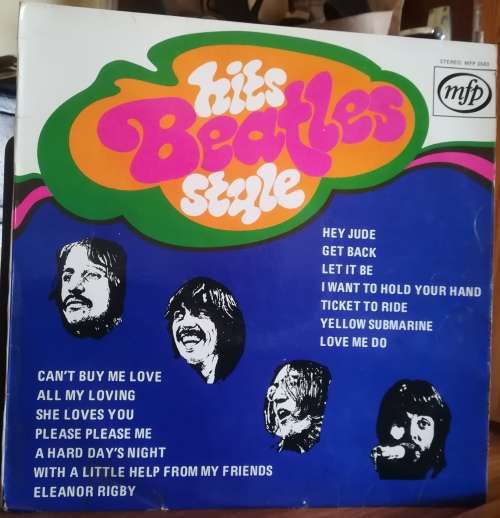 STEREO MFP
mfp
hits
Beatles
style
HEY JUDE
GET BACK
LET IT BE
I WANT TO HOLD YOUR HAND
TICKET TO RIDE
YELLOW SUBMARINE
LOVE ME DO
CAN'T BUY ME LOVE
ALL MY LOVING
SHE LOVES YOU
PLEASE PLEASE ME
A HARD DAY'S NIGHT
WITH A LITTLE HELP FROM MY FRIENDS
ELEANOR RIGBY